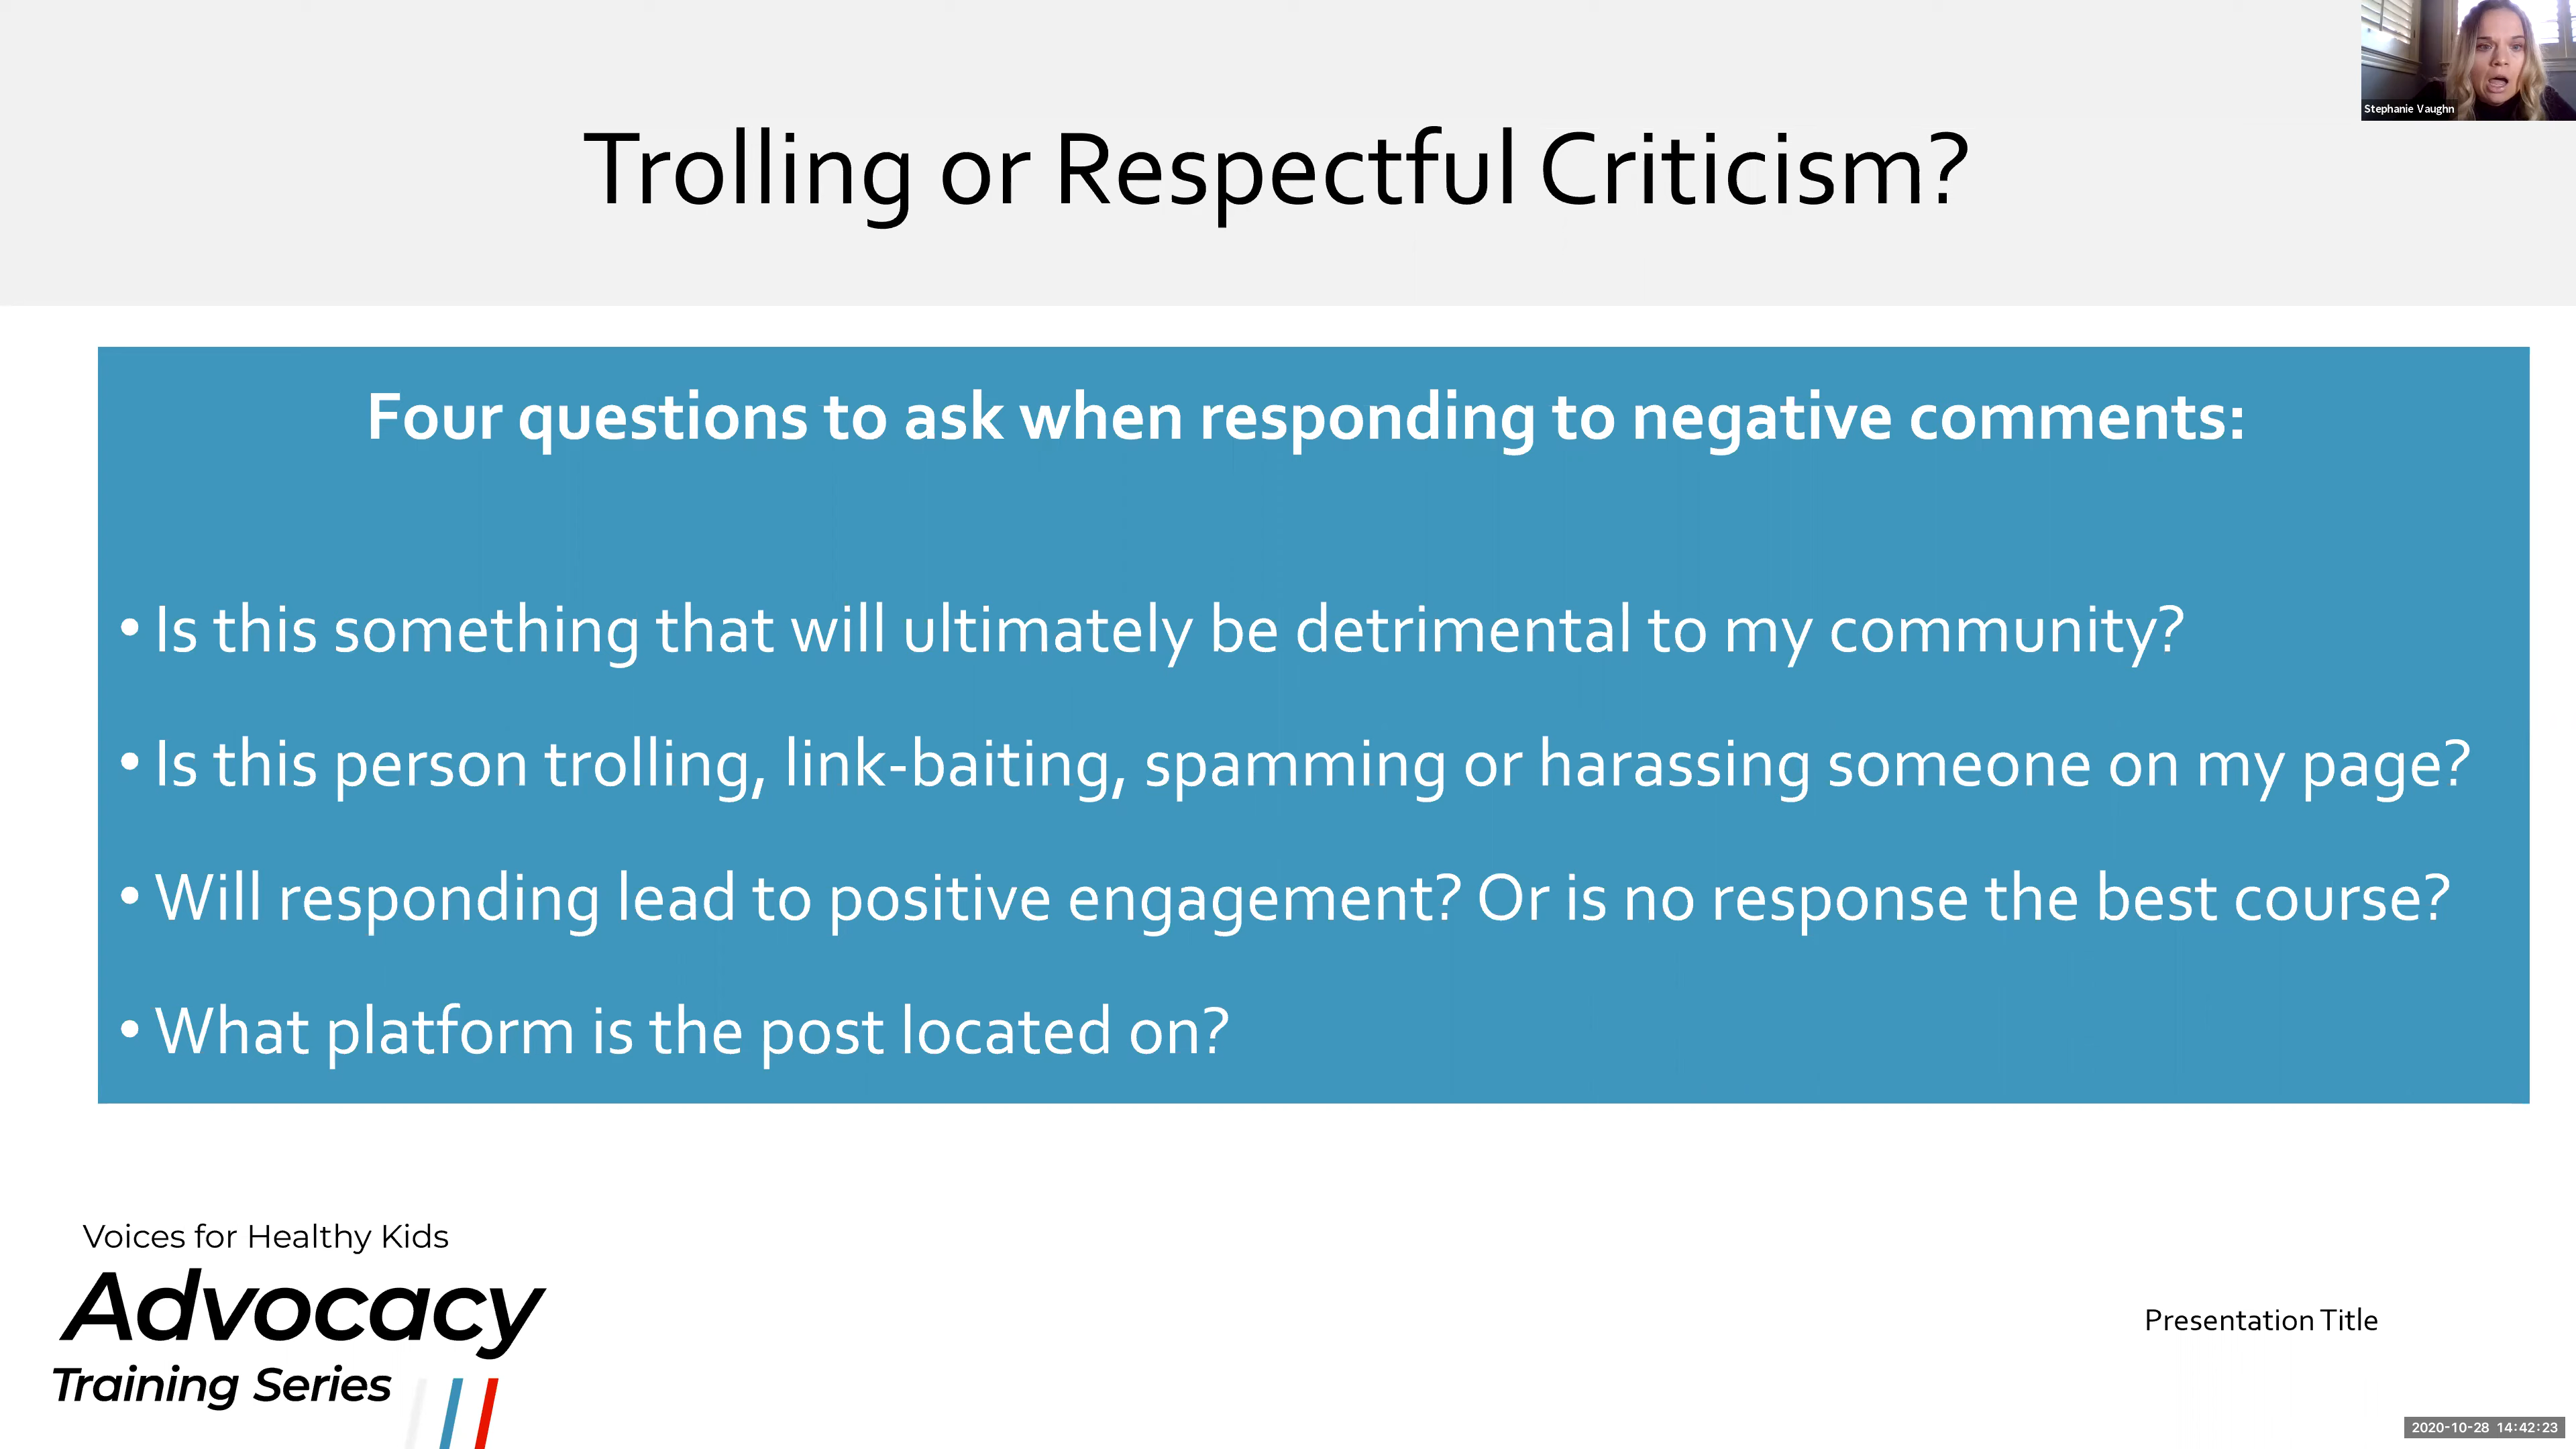 Stephanie Vaughn
Trolling or Respectful Criticism?
Four questions to ask when responding to negative comments:
• Is this something that will ultimately be detrimental to my community?
• Is this person trolling, link-baiting, spamming or harassing someone on my page?
• Will responding lead to positive engagement? Or is no response the best course?
• What platform is the post located on?
Voices for Healthy Kids
Advocacy
Training Series
Presentation Title
2020-10-28 14:42:23